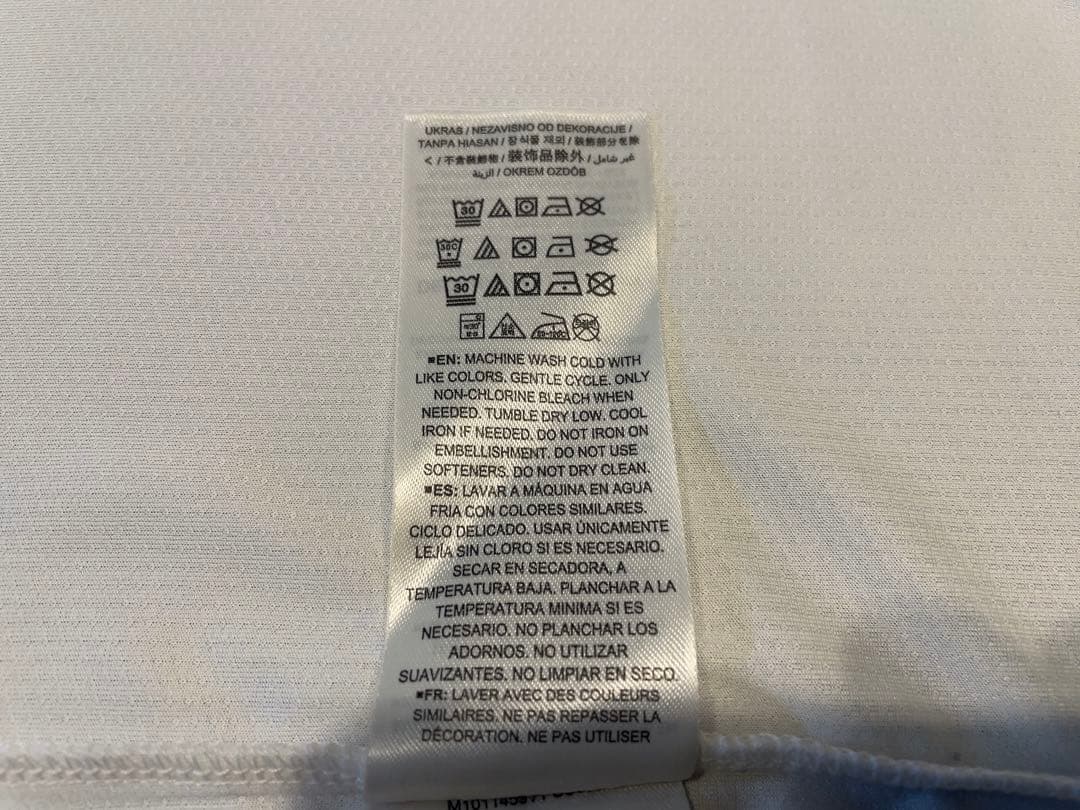 UKRAS / NEZAVISNO OD DEKORACIJE /
TANPA HIASAN / 장식물 제외 / 装飾部分を除
< / 不含裝飾物 / 装饰品除外 / غير شامل
الزينة / OKREM OZDÔB
30
30C
30
EN: MACHINE WASH COLD WITH
LIKE COLORS. GENTLE CYCLE. ONLY
NON-CHLORINE BLEACH WHEN
NEEDED. TUMBLE DRY LOW. COOL
IRON IF NEEDED. DO NOT IRON ON
EMBELLISHMENT. DO NOT USE
SOFTENERS. DO NOT DRY CLEAN.
ES: LAVAR A MÁQUINA EN AGUA
FRIA CON COLORES SIMILARES.
CICLO DELICADO. USAR ÚNICAMENTE
LEJÍA SIN CLORO SI ES NECESARIO.
SECAR EN SECADORA, A
TEMPERATURA BAJA. PLANCHAR A LA
TEMPERATURA MINIMA SI ES
NECESARIO. NO PLANCHAR LOS
ADORNOS. NO UTILIZAR
SUAVIZANTES. NO LIMPIAR EN SECO.
FR: LAVER AVEC DES COULEURS
SIMILAIRES. NE PAS REPASSER LA
DÉCORATION. NE PAS UTILISER